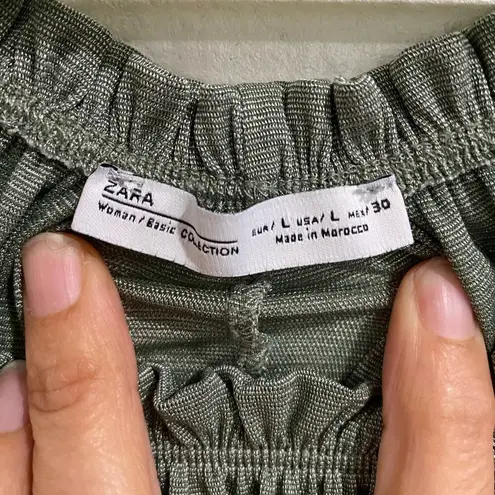 ZARA
Woman / Basic COLLECTION
EUR / L USA / L MEX / 30
Made in Morocco